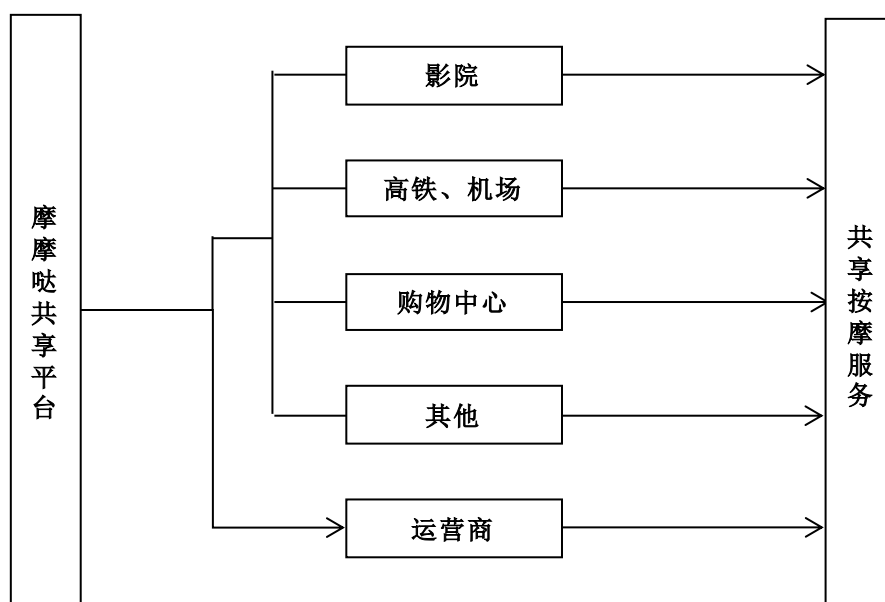 摩摩哒共享平台
影院
高铁、机场
购物中心
其他
运营商
共享按摩服务